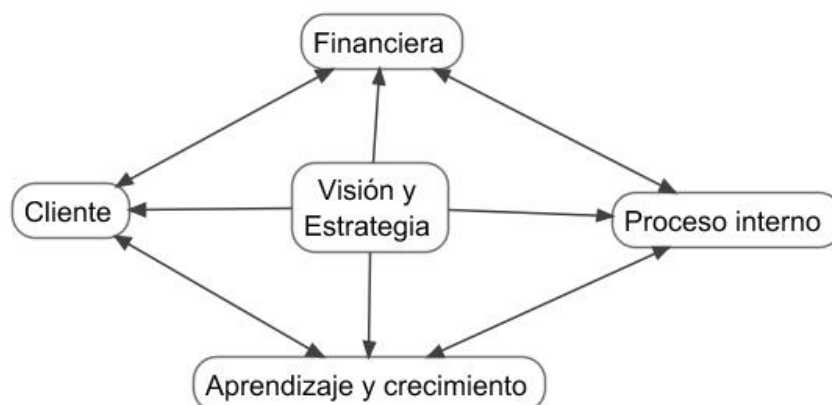 Financiera
Cliente
Visión y
Estrategia
Proceso interno
Aprendizaje y crecimiento